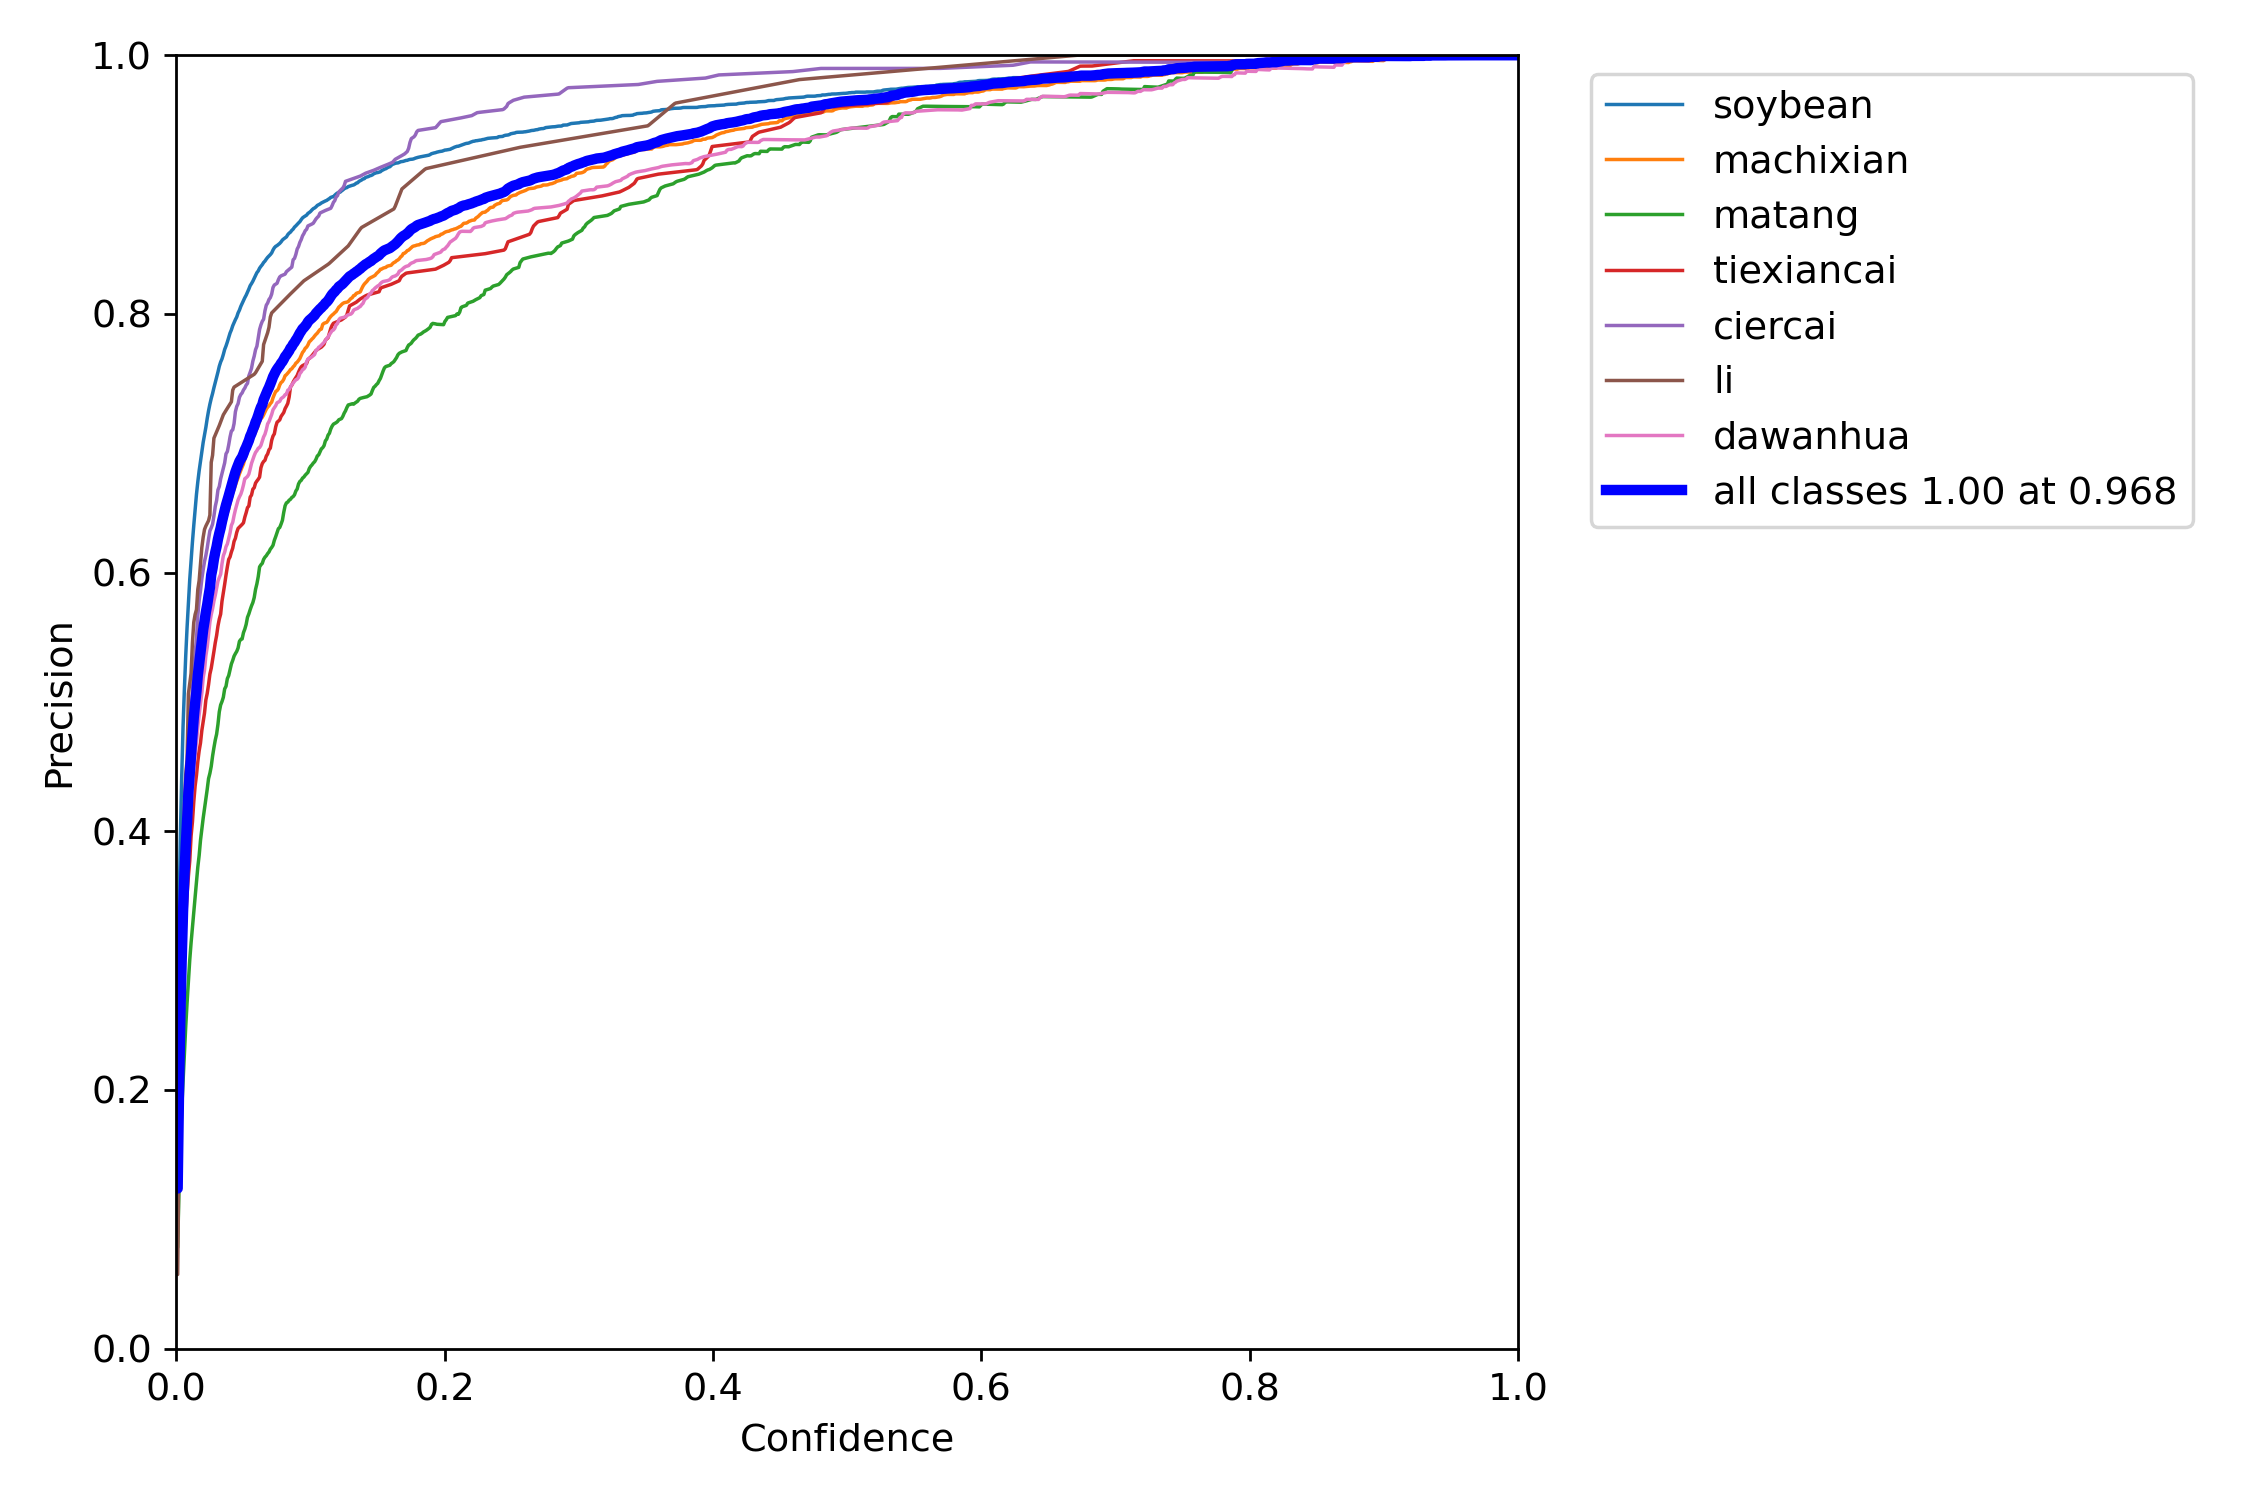 1.0
0.8
0.6
0.4
0.2
0.0
Precision
0.0 0.2 0.4 0.6 0.8 1.0
Confidence
soybean
machixian
matang
tiexiancai
ciercai
li
dawanhua
all classes 1.00 at 0.968